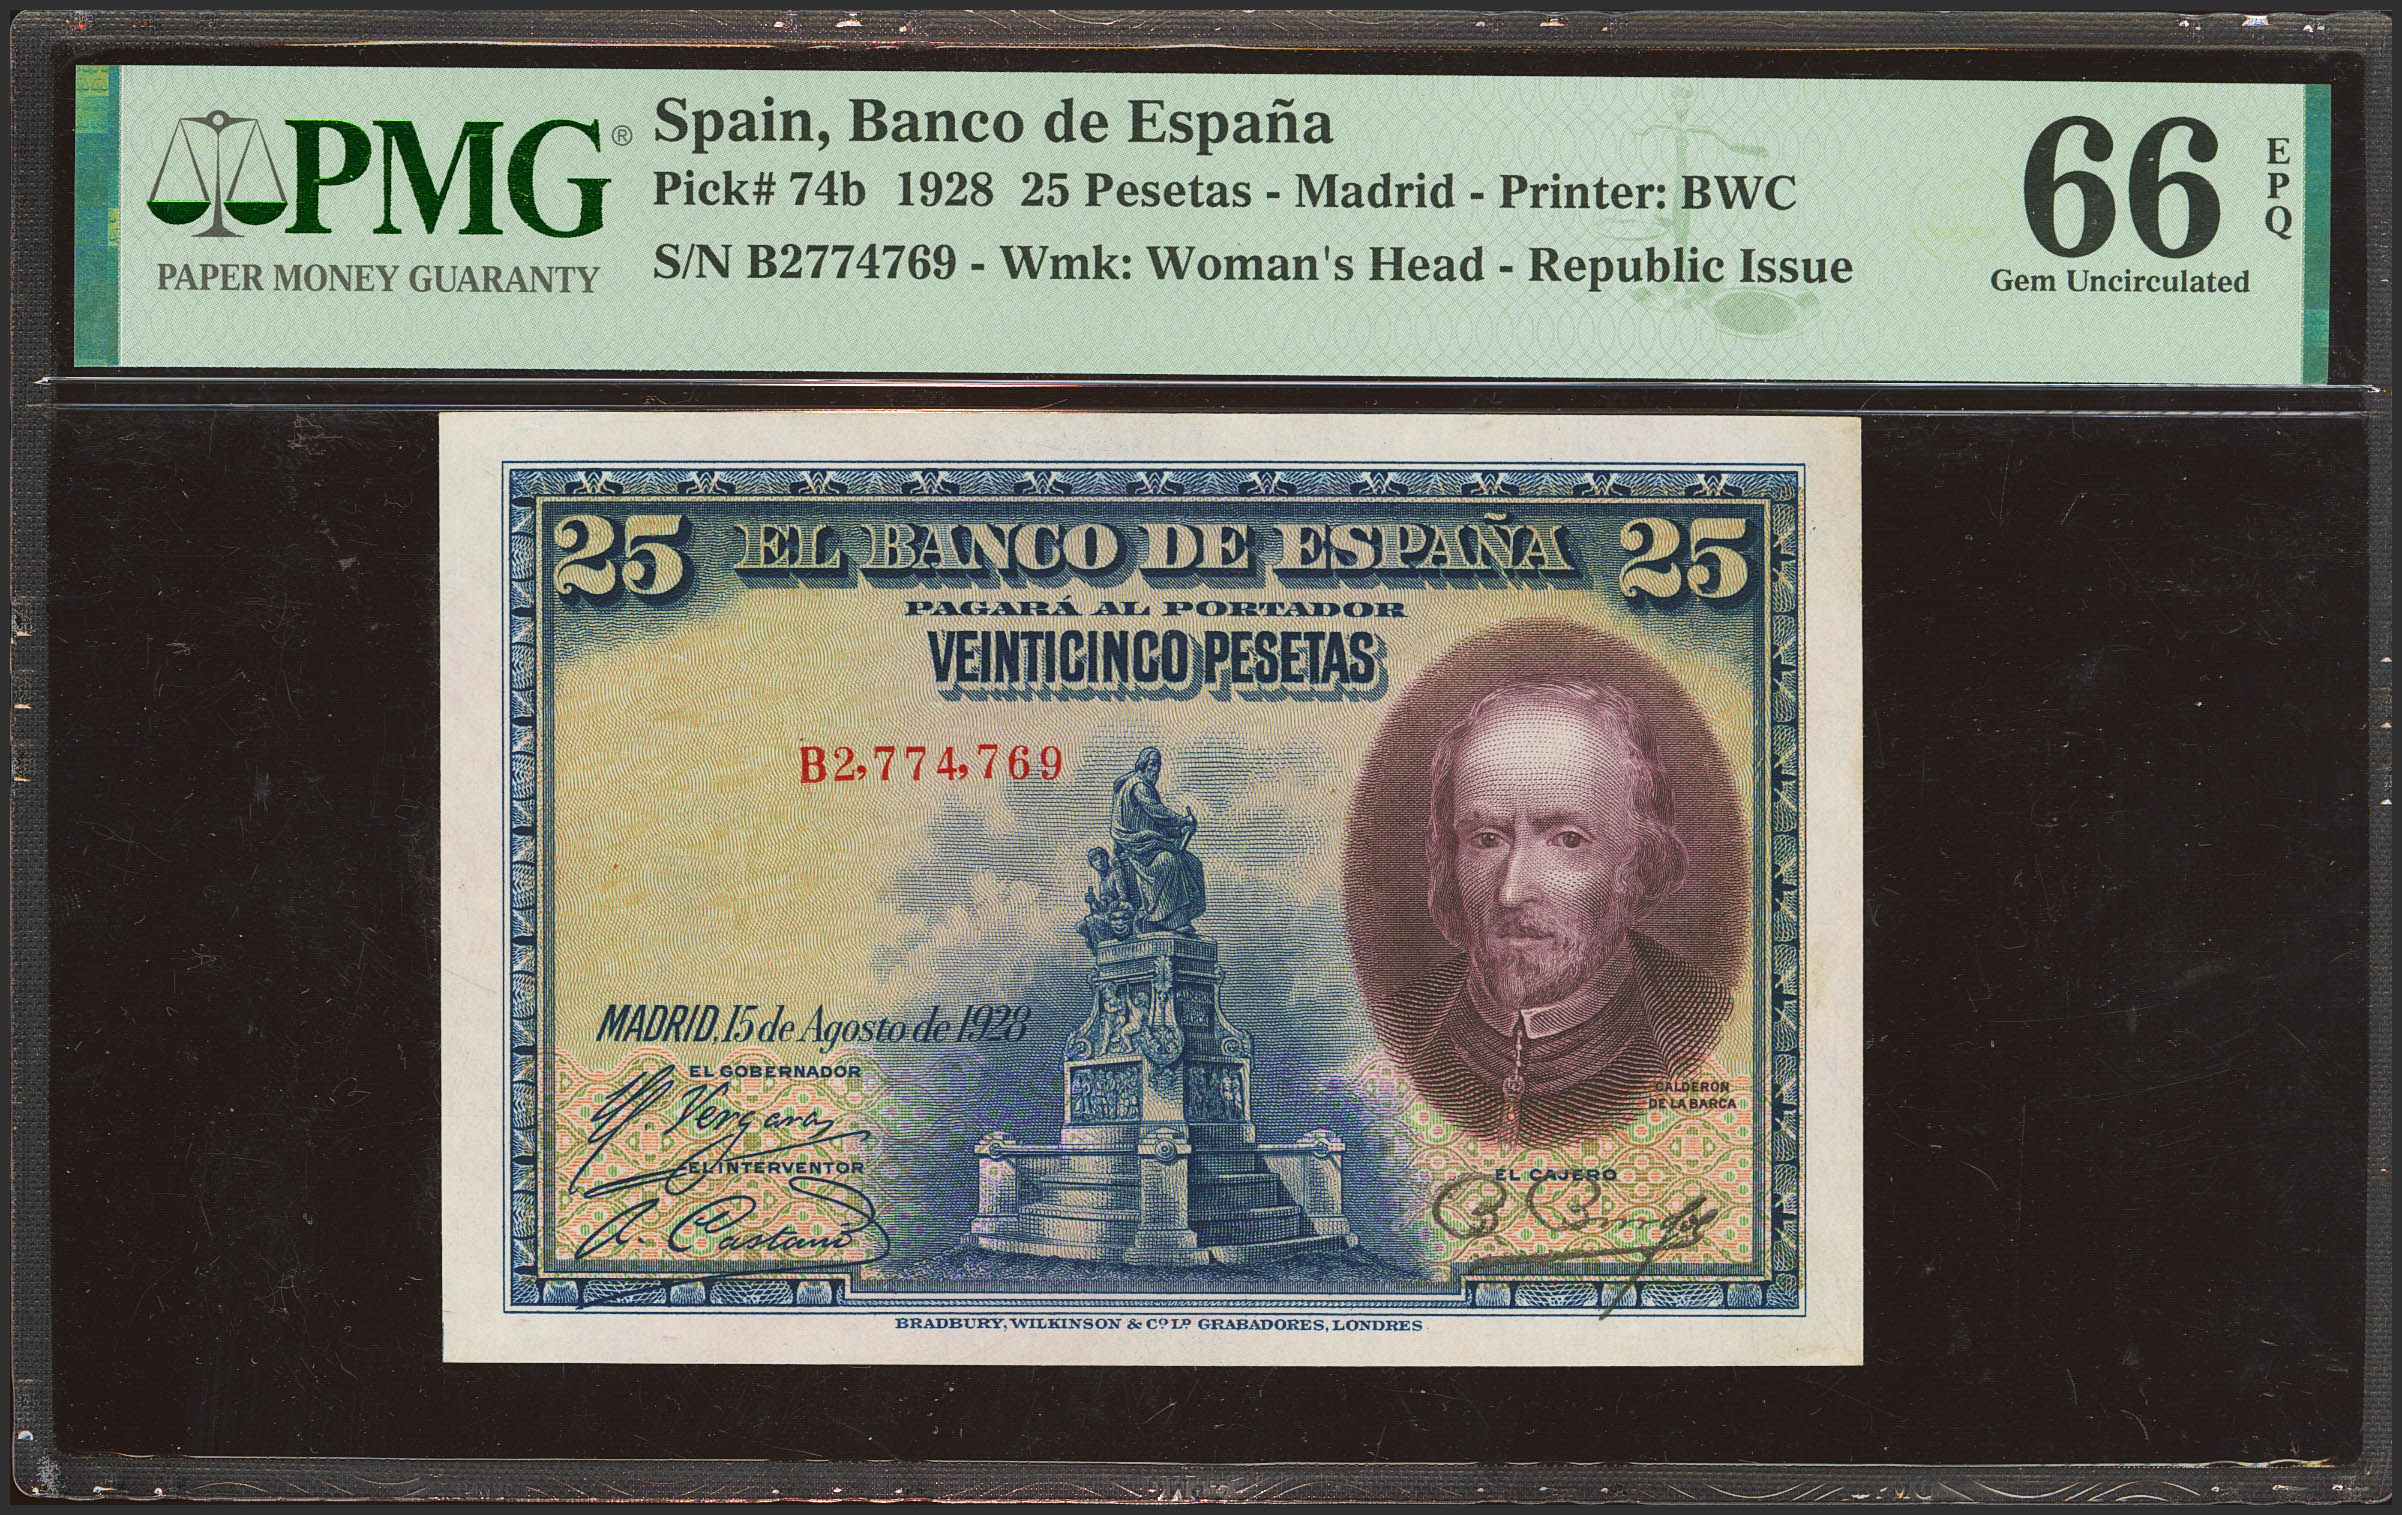 PMG®
PAPER MONEY GUARANTY
Spain, Banco de España
Pick# 74b 1928 25 Pesetas - Madrid - Printer: BWC
S/N B2774769 - Wmk: Woman's Head - Republic Issue
66
EPQ
Gem Uncirculated
25 EL BANCO DE ESPAÑA 25
PAGARÁ AL PORTADOR
VEINTICINCO PESETAS
B2,774,769
MADRID, 15 de Agosto de 1928
EL GOBERNADOR
Vergara
CALDERON
DE LA BARCA
EL INTERVENTOR
EL CAJERO
BRADBURY, WILKINSON & Cº Lᴰ GRABADORES, LONDRES